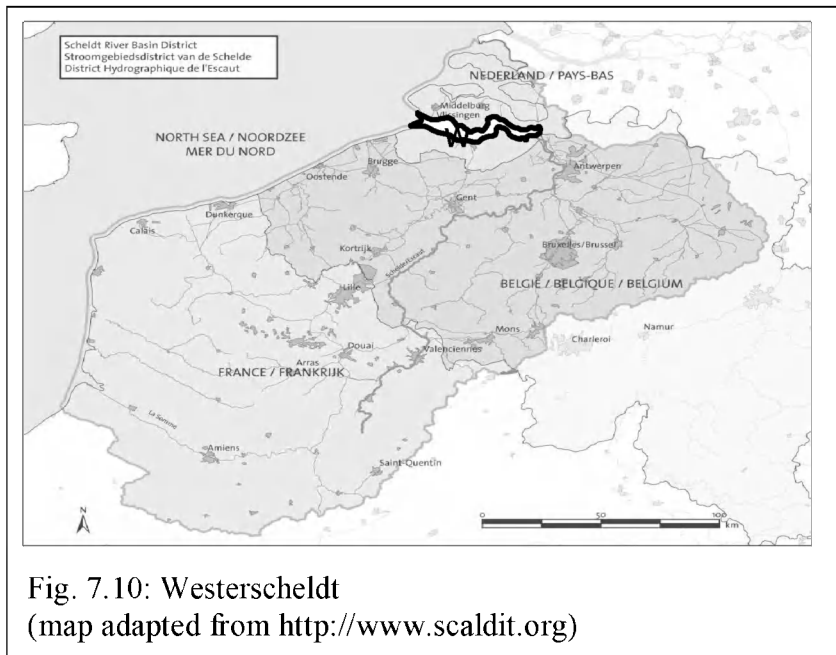 Scheldt River Basin District
Stroomgebiedsdistrict van de Schelde
District Hydrographique de l'Escaut
NEDERLAND / PAYS-BAS
Middelburg
Vlissingen
NORTH SEA / NOORDZEE
MER DU NORD
Antwerpen
Brugge
Oostende
Gent
Dunkerque
Calais
Kortrijk
Bruxelles/Brussel
Schelde/Escaut
Lille
BELGIË / BELGIQUE / BELGIUM
Mons
Namur
Charleroi
Douai
Valenciennes
Arras
FRANCE / FRANKRIJK
La Somme
Amiens
Saint-Quentin
N
0 50 100
km
Fig. 7.10: Westerscheldt
(map adapted from http://www.scaldit.org)